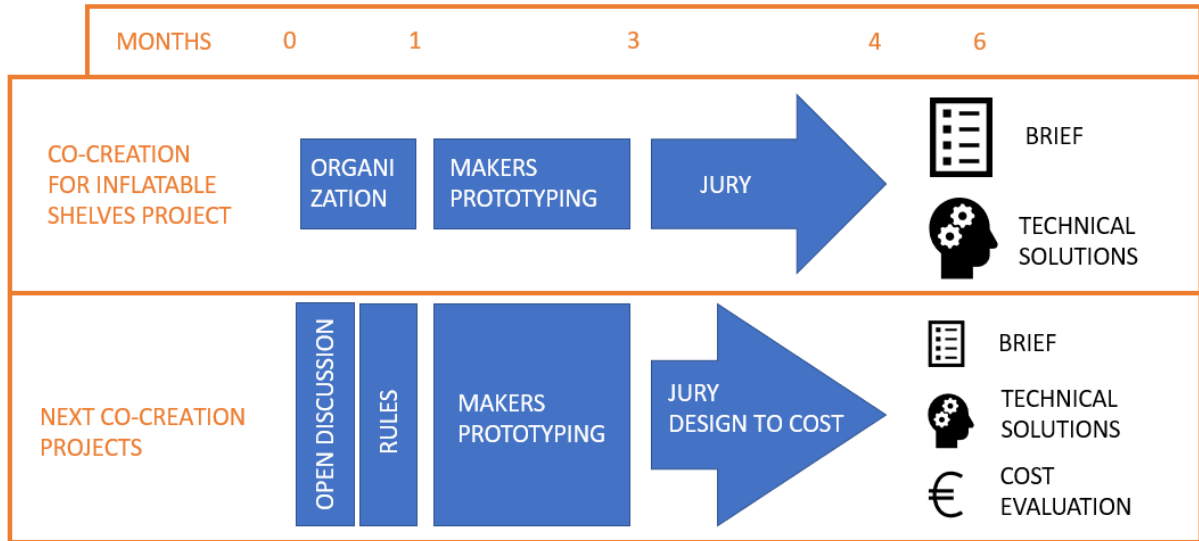 MONTHS 0 1 3 4 6
CO-CREATION
FOR INFLATABLE
SHELVES PROJECT
ORGANI
ZATION
MAKERS
PROTOTYPING
JURY
BRIEF
TECHNICAL
SOLUTIONS
NEXT CO-CREATION
PROJECTS
OPEN DISCUSSION
RULES
MAKERS
PROTOTYPING
JURY
DESIGN TO COST
BRIEF
TECHNICAL
SOLUTIONS
€
COST
EVALUATION